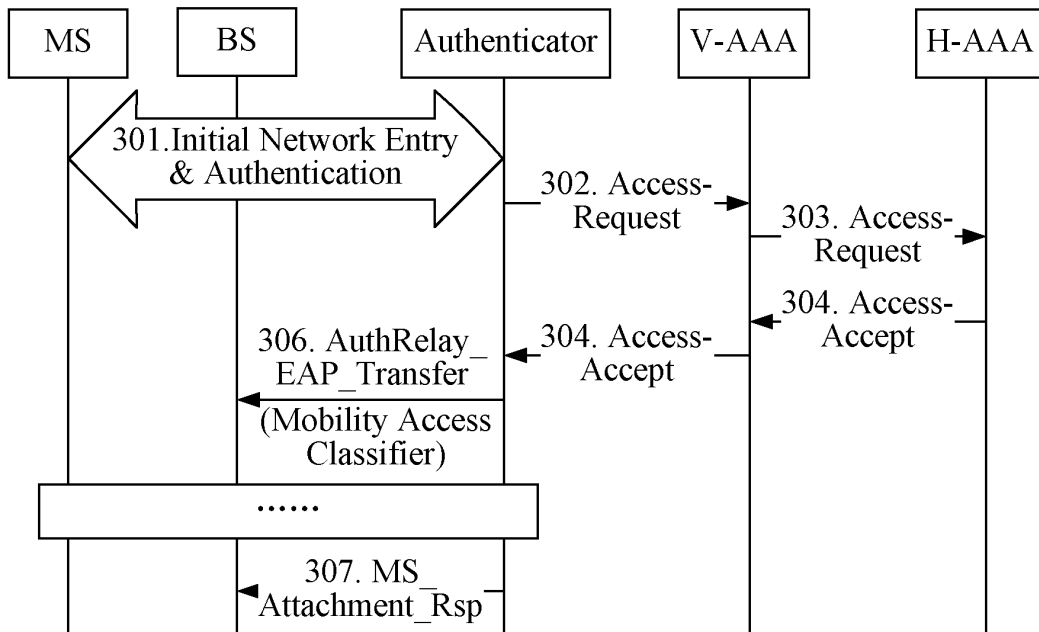 MS
BS
Authenticator
V-AAA
H-AAA
301.Initial Network Entry
& Authentication
302. Access-
Request
303. Access-
Request
304. Access-
Accept
304. Access-
Accept
306. AuthRelay_
EAP_Transfer
(Mobility Access
Classifier)
......
307. MS_
Attachment_Rsp